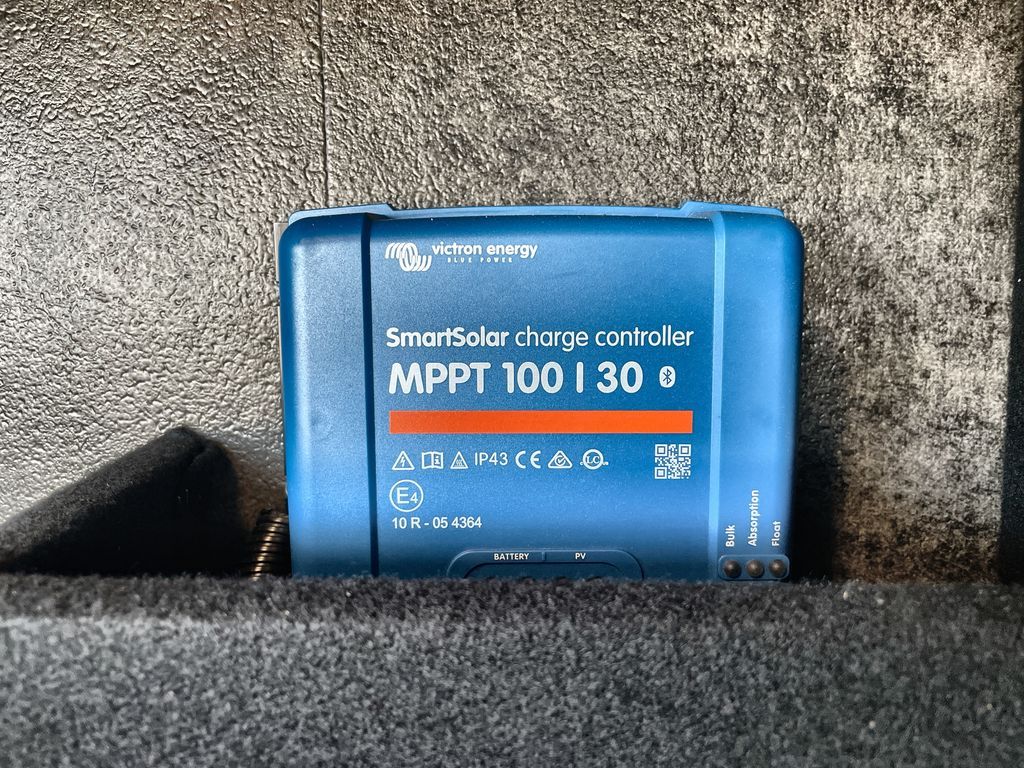 victron energy
BLUE POWER
SmartSolar charge controller
MPPT 100 | 30
IP43 CE
E4
10 R - 05 4364
BATTERY PV
Bulk
Absorption
Float